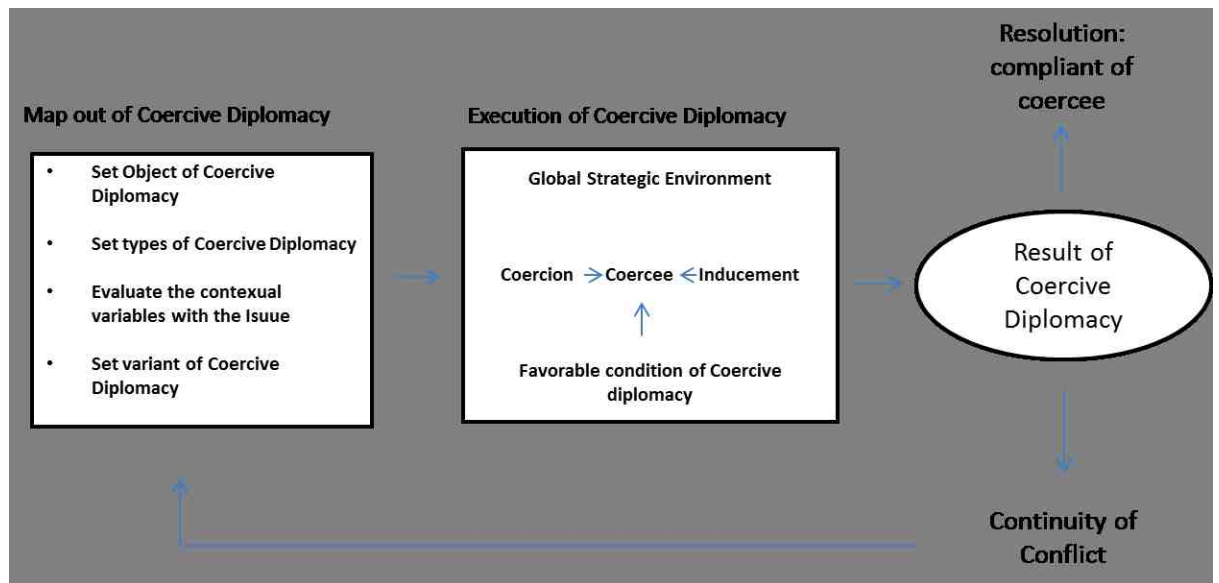 Map out of Coercive Diplomacy
• Set Object of Coercive
Diplomacy
• Set types of Coercive Diplomacy
• Evaluate the contexual
variables with the Isuue
• Set variant of Coercive
Diplomacy
Execution of Coercive Diplomacy
Global Strategic Environment
Coercion Coercee Inducement
Favorable condition of Coercive
diplomacy
Resolution:
compliant of
coercee
Result of
Coercive
Diplomacy
Continuity of
Conflict